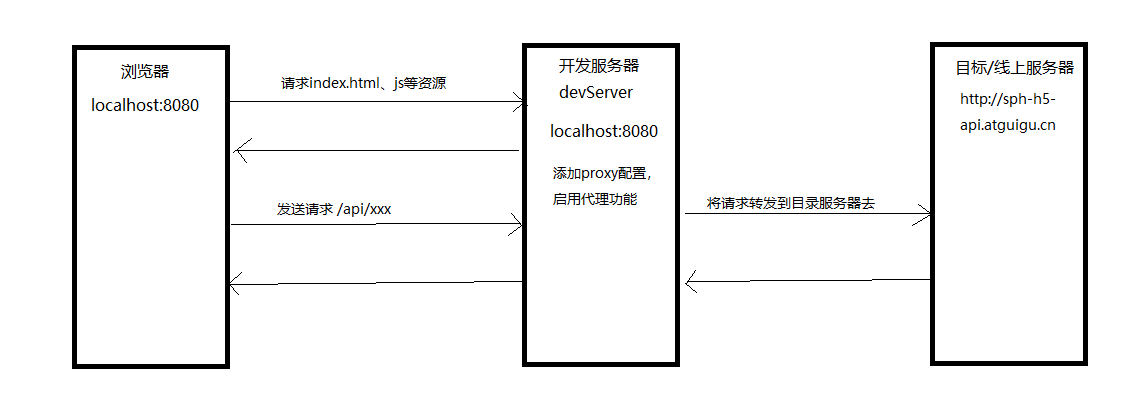 浏览器
localhost:8080
请求index.html、js等资源
发送请求 /api/xxx
开发服务器
devServer
localhost:8080
添加proxy配置，
启用代理功能
将请求转发到目录服务器去
目标/线上服务器
http://sph-h5-
api.atguigu.cn